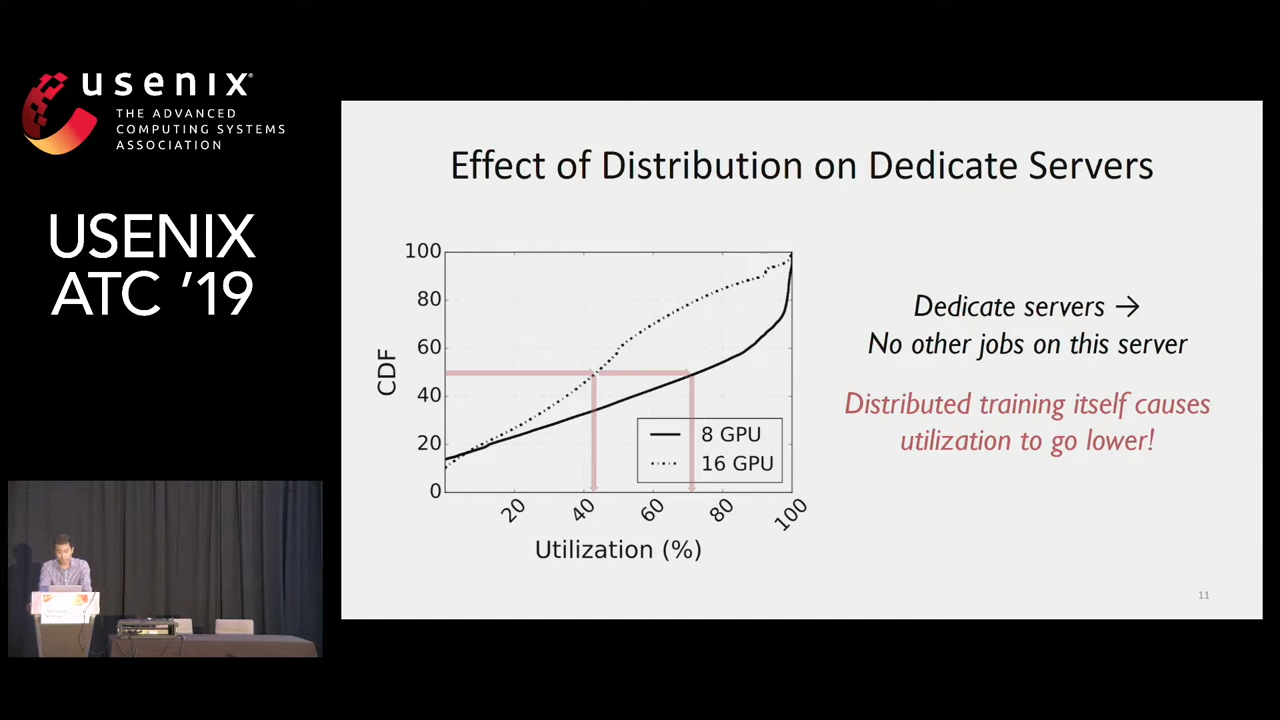 usenix
THE ADVANCED
COMPUTING SYSTEMS
ASSOCIATION
USENIX
ATC ’19
Effect of Distribution on Dedicate Servers
100
80
60
40
20
0
CDF
8 GPU
16 GPU
20
40
60
80
100
Utilization (%)
Dedicate servers →
No other jobs on this server
Distributed training itself causes
utilization to go lower!
11